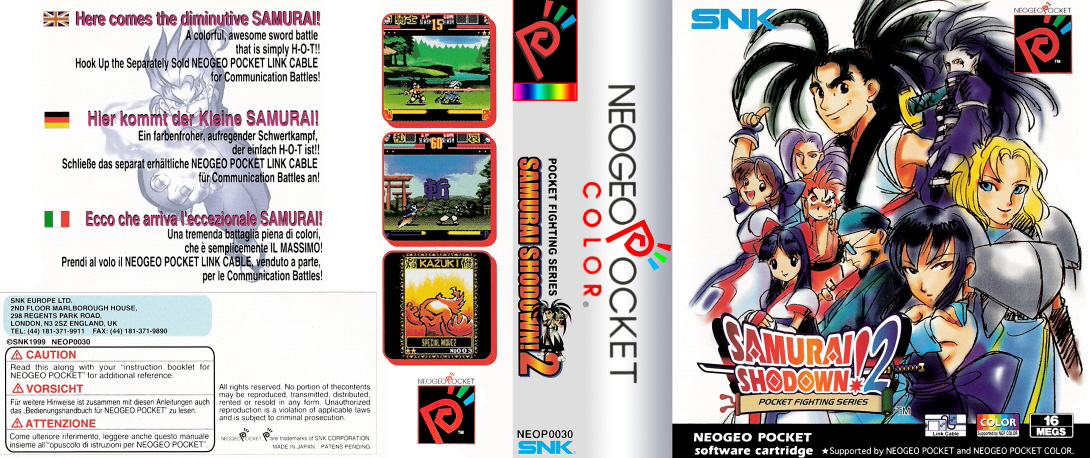 Here comes the diminutive SAMURAI!
A colorful, awesome sword battle
that is simply H-O-T!!
Hook Up the Separately Sold NEOGEO POCKET LINK CABLE
for Communication Battles!
Hier kommt der Kleine SAMURAI!
Ein farbenfroher, aufregender Schwertkampf,
der einfach H-O-T ist!!
Schließe das separat erhältliche NEOGEO POCKET LINK CABLE
für Communication Battles an!
Ecco che arriva l'eccezionale SAMURAI!
Una tremenda battaglia piena di colori,
che è semplicemente IL MASSIMO!
Prendi al volo il NEOGEO POCKET LINK CABLE, venduto a parte,
per le Communication Battles!
SNK EUROPE LTD.
2ND FLOOR MARLBOROUGH HOUSE,
298 REGENTS PARK ROAD,
LONDON, N3 2SZ ENGLAND, UK
TEL: (44) 181-371-9911 FAX: (44) 181-371-9890
©SNK1999 NEOP0030
CAUTION
Read this along with your "instruction booklet for
NEOGEO POCKET" for additional reference.
VORSICHT
Für weitere Hinweise ist zusammen mit diesen Anleitungen auch
das „Bedienungshandbuch für NEOGEO POCKET" zu lesen.
ATTENZIONE
Come ulteriore riferimento, leggere anche questo manuale
insieme all'"opuscolo di istruzioni per NEOGEO POCKET".
All rights reserved. No portion of thecontents
may be reproduced, transmitted, distributed,
rented or resold in any form. Unauthorized
reproduction is a violation of applicable laws
and is subject to criminal prosecution.
NEOGEO POCKET are trademarks of SNK CORPORATION.
MADE IN JAPAN PATENS PENDING.
15
60
斬
KAZUKI
SPECIAL MOVE2
No003
NEOGEO POCKET
POCKET FIGHTING SERIES
SAMURAI SHODOWN! 2
NEOP0030
SNK
NEOGEO POCKET
COLOR®
SNK
NEOGEO POCKET
SAMURAI
SHODOWN! 2
POCKET FIGHTING SERIES
TM
Link Cable
COLOR
Supported by NGP COLOR
16
MEGS
NEOGEO POCKET
software cartridge
★Supported by NEOGEO POCKET and NEOGEO POCKET COLOR.